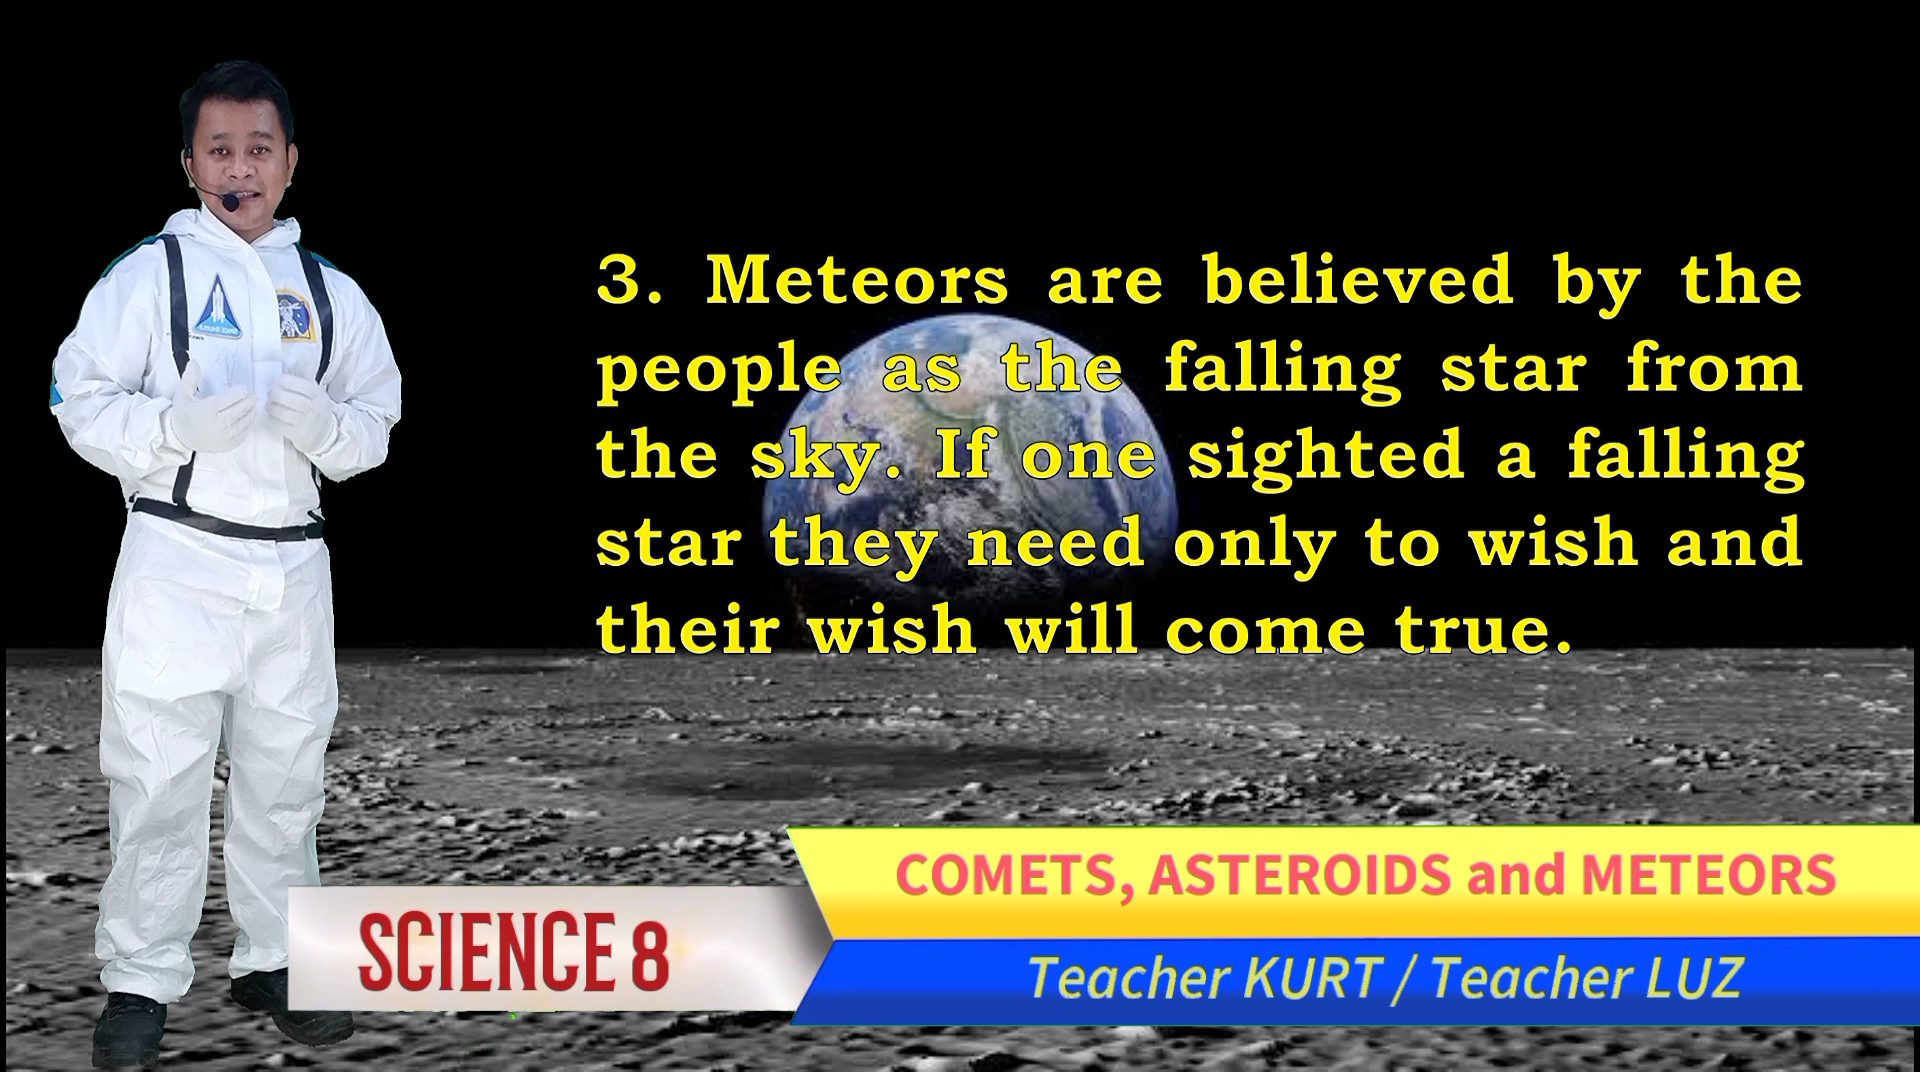 3. Meteors are believed by the
people as the falling star from
the sky. If one sighted a falling
star they need only to wish and
their wish will come true.
COMETS, ASTEROIDS and METEORS
SCIENCE 8
Teacher KURT / Teacher LUZ